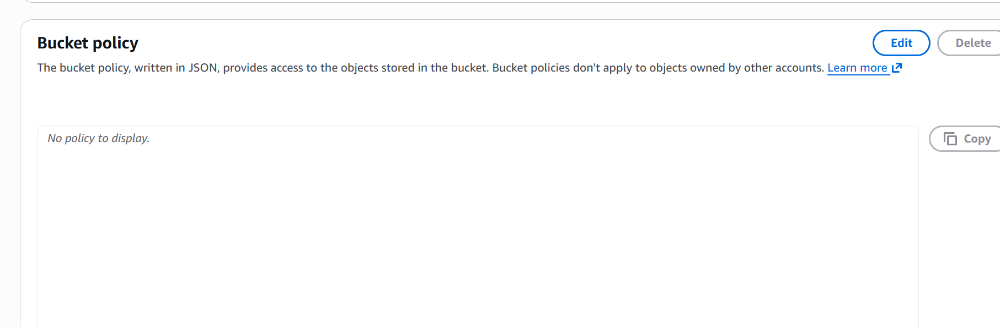 Bucket policy
Edit
Delete
The bucket policy, written in JSON, provides access to the objects stored in the bucket. Bucket policies don't apply to objects owned by other accounts. Learn more
No policy to display.
Copy